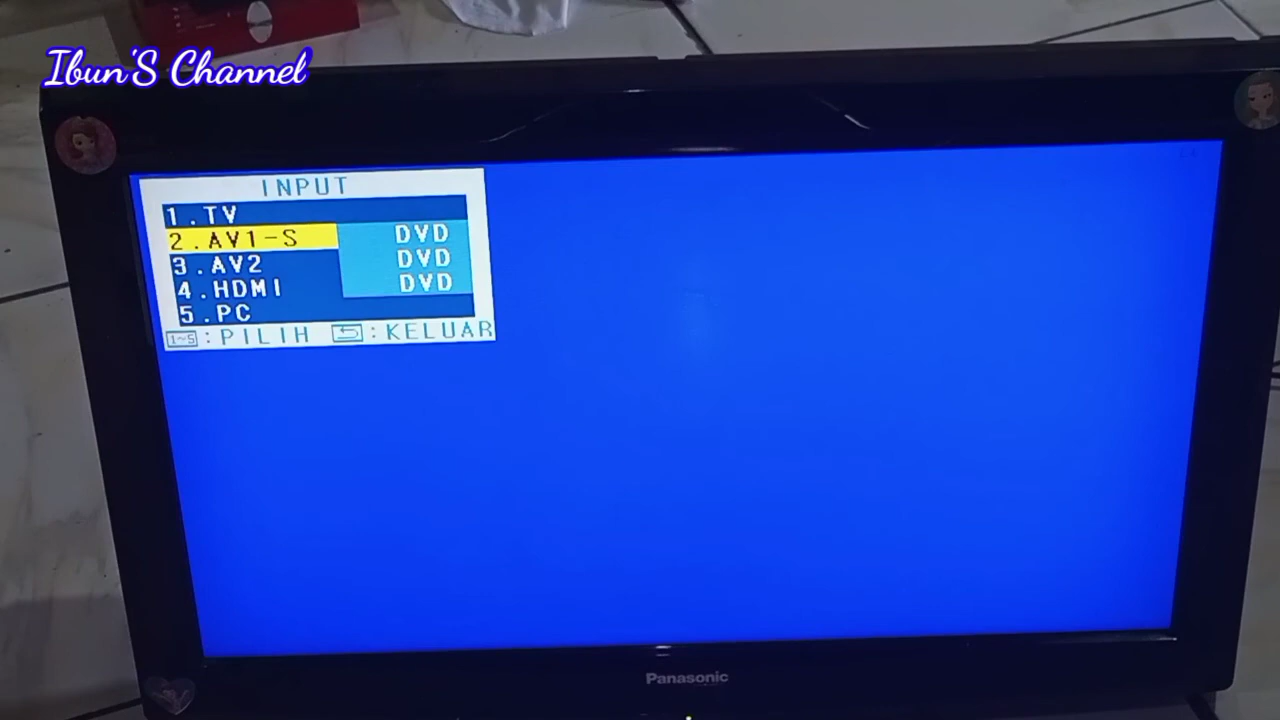 Ibun'S Channel
INPUT
1.TV
2.AV1-S DVD
3.AV2 DVD
4.HDMI DVD
5.PC
1~5:PILIH :KELUAR
Panasonic